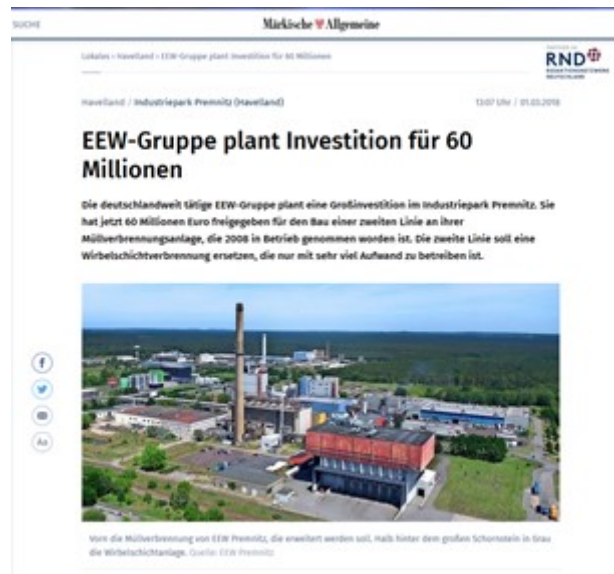 SUCHE
Märkische Allgemeine
Lokales › Havelland › EEW-Gruppe plant Investition für 60 Millionen
RND
REDAKTIONSNETZWERK
DEUTSCHLAND
Havelland / Industriepark Premnitz (Havelland)
13:07 Uhr / 01.03.2018
EEW-Gruppe plant Investition für 60
Millionen
Die deutschlandweit tätige EEW-Gruppe plant eine Großinvestition im Industriepark Premnitz. Sie
hat jetzt 60 Millionen Euro freigegeben für den Bau einer zweiten Linie an ihrer
Müllverbrennungsanlage, die 2008 in Betrieb genommen worden ist. Die zweite Linie soll eine
Wirbelschichtverbrennung ersetzen, die nur mit sehr viel Aufwand zu betreiben ist.
f
Aa
Vorn die Müllverbrennung von EEW Premnitz, die erweitert werden soll. Halb hinter dem großen Schornstein in Grau
die Wirbelschichtanlage. Quelle: EEW Premnitz